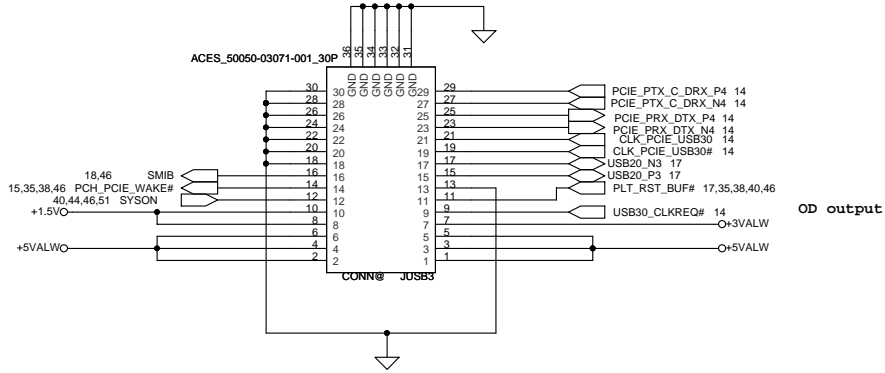 36 35 34 33 32 31
ACES_50050-03071-001_30P
GND GND GND GND GND GND
30 30 29 29 PCIE_PTX_C_DRX_P4 14
28 28 27 27 PCIE_PTX_C_DRX_N4 14
26 26 25 25 PCIE_PRX_DTX_P4 14
24 24 23 23 PCIE_PRX_DTX_N4 14
22 22 21 21 CLK_PCIE_USB30 14
20 20 19 19 CLK_PCIE_USB30# 14
18 18 17 17 USB20_N3 17
18,46 SMIB 16 16 15 15 USB20_P3 17
15,35,38,46 PCH_PCIE_WAKE# 14 14 13 13 PLT_RST_BUF# 17,35,38,40,46
40,44,46,51 SYSON 12 12 11 11
+1.5V 10 10 9 9 USB30_CLKREQ# 14 OD output
8 8 7 7 +3VALW
6 6 5 5
+5VALW 4 4 3 3 +5VALW
2 2 1 1
CONN@ JUSB3